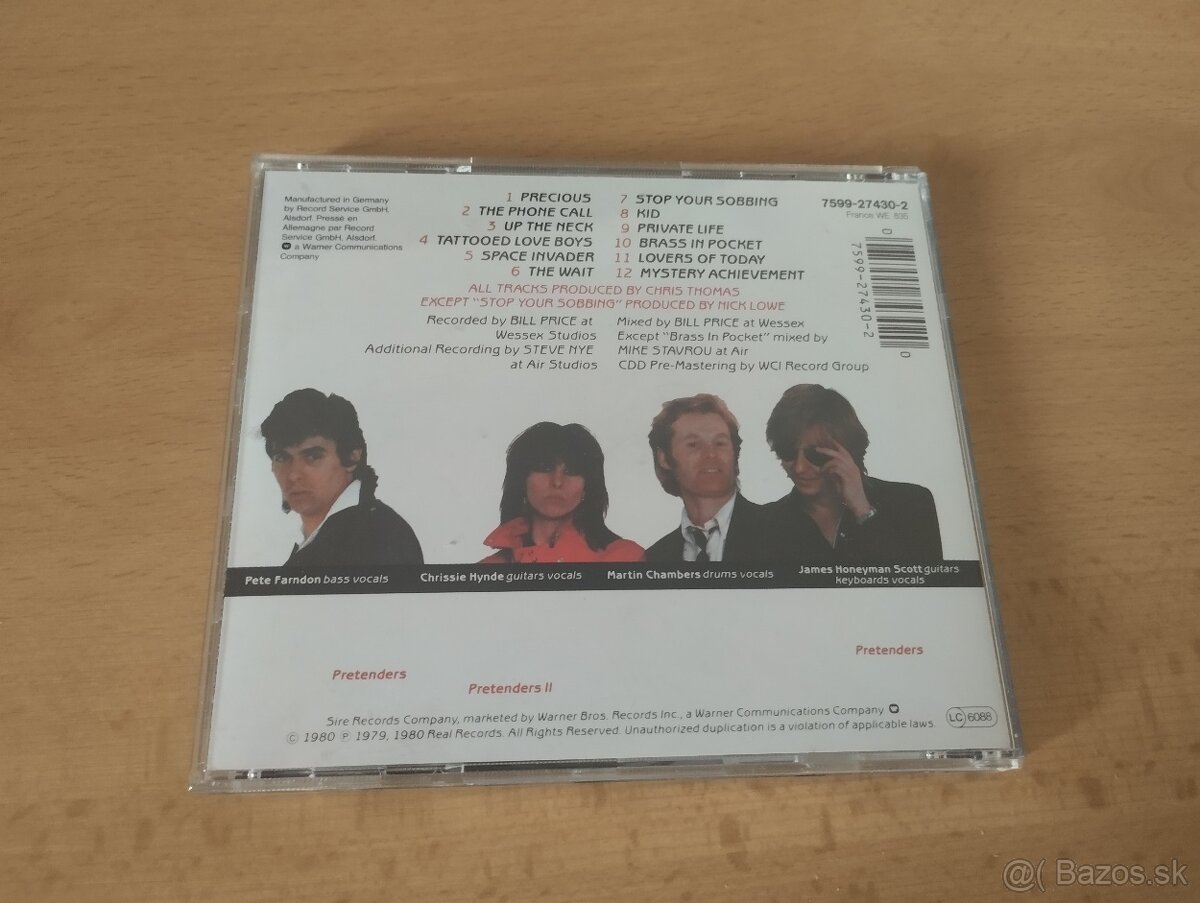 Manufactured in Germany
by Record Service GmbH,
Alsdorf. Pressé en
Allemagne par Record
Service GmbH, Alsdorf.
a Warner Communications
Company
1 PRECIOUS
2 THE PHONE CALL
3 UP THE NECK
4 TATTOOED LOVE BOYS
5 SPACE INVADER
6 THE WAIT
7 STOP YOUR SOBBING
8 KID
9 PRIVATE LIFE
10 BRASS IN POCKET
11 LOVERS OF TODAY
12 MYSTERY ACHIEVEMENT
7599-27430-2
France WE 835
0
7599-27430-2
0
ALL TRACKS PRODUCED BY CHRIS THOMAS
EXCEPT "STOP YOUR SOBBING" PRODUCED BY NICK LOWE
Recorded by BILL PRICE at
Wessex Studios
Additional Recording by STEVE NYE
at Air Studios
Mixed by BILL PRICE at Wessex
Except "Brass In Pocket" mixed by
MIKE STAVROU at Air
CDD Pre-Mastering by WCI Record Group
Pete Farndon bass vocals
Chrissie Hynde guitars vocals
Martin Chambers drums vocals
James Honeyman Scott guitars
keyboards vocals
Pretenders
Pretenders II
Pretenders
Sire Records Company, marketed by Warner Bros. Records Inc., a Warner Communications Company
© 1980 ℗ 1979, 1980 Real Records. All Rights Reserved. Unauthorized duplication is a violation of applicable laws.
LC 6088
@( Bazos.sk